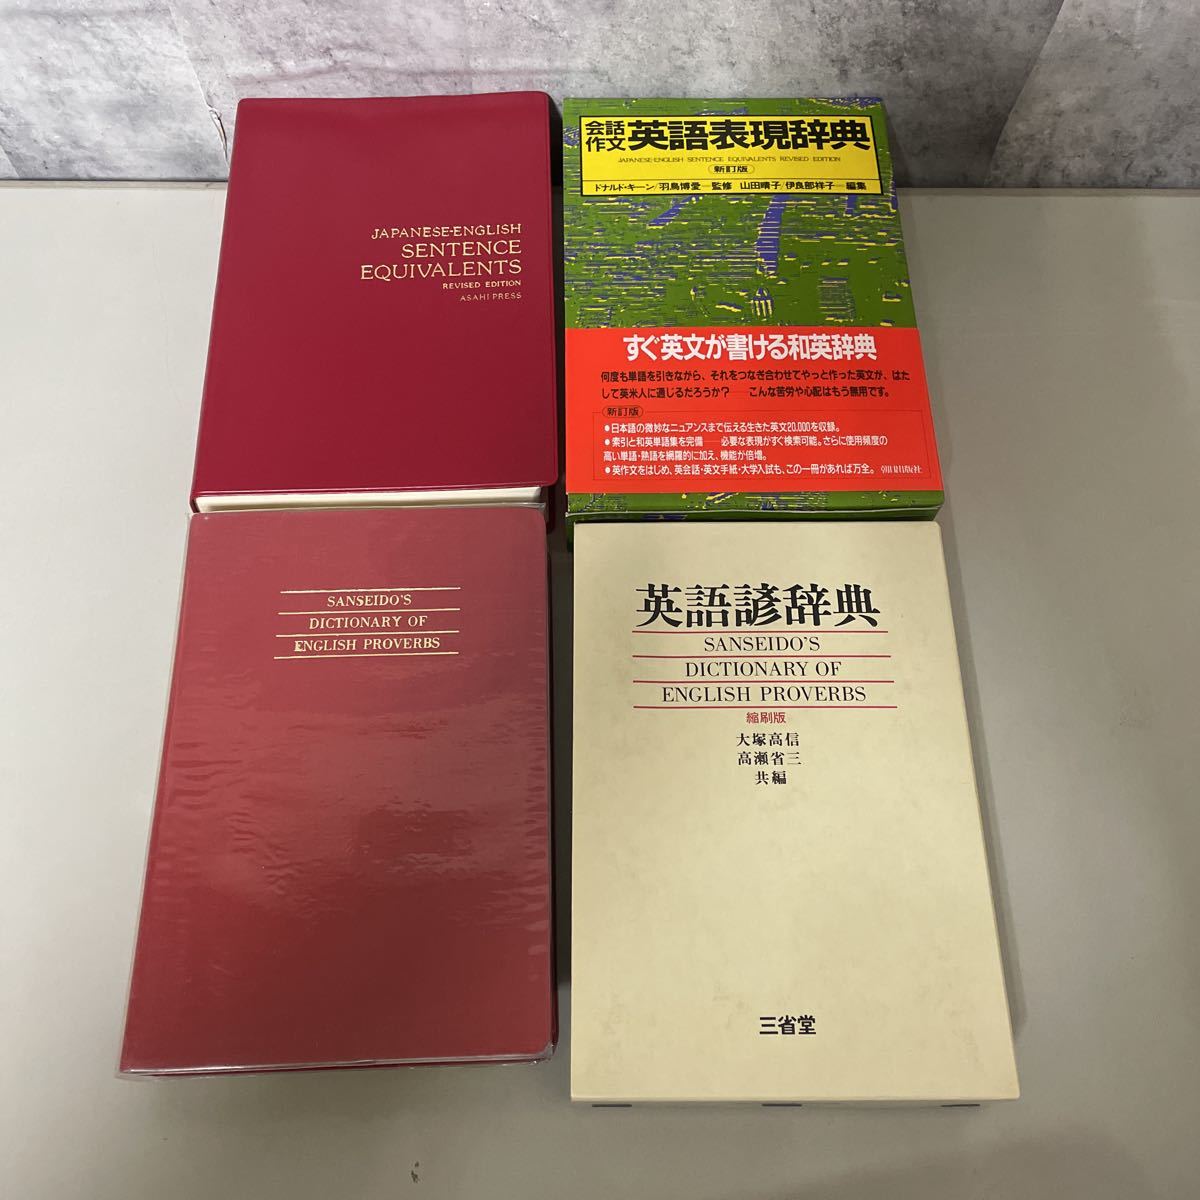 JAPANESE-ENGLISH
SENTENCE
EQUIVALENTS
REVISED EDITION
ASAHI PRESS
会話
作文
英語表現辞典
JAPANESE-ENGLISH SENTENCE EQUIVALENTS REVISED EDITION
新訂版
ドナルド・キーン/羽鳥博愛―監修 山田晴子/伊良部祥子―編集
すぐ英文が書ける和英辞典
何度も単語を引きながら、それをつなぎ合わせてやっと作った英文が、はた
して英米人に通じるだろうか?――こんな苦労や心配はもう無用です。
新訂版
●日本語の微妙なニュアンスまで伝える生きた英文20,000を収録。
●索引と和英単語集を完備――必要な表現がすぐ検索可能。さらに使用頻度の
高い単語・熟語を網羅的に加え、機能が倍増。
●英作文をはじめ、英会話・英文手紙・大学入試も、この一冊があれば万全。 朝日出版社
SANSEIDO'S
DICTIONARY OF
ENGLISH PROVERBS
英語諺辞典
SANSEIDO'S
DICTIONARY OF
ENGLISH PROVERBS
縮刷版
大塚高信
高瀬省三
共編
三省堂